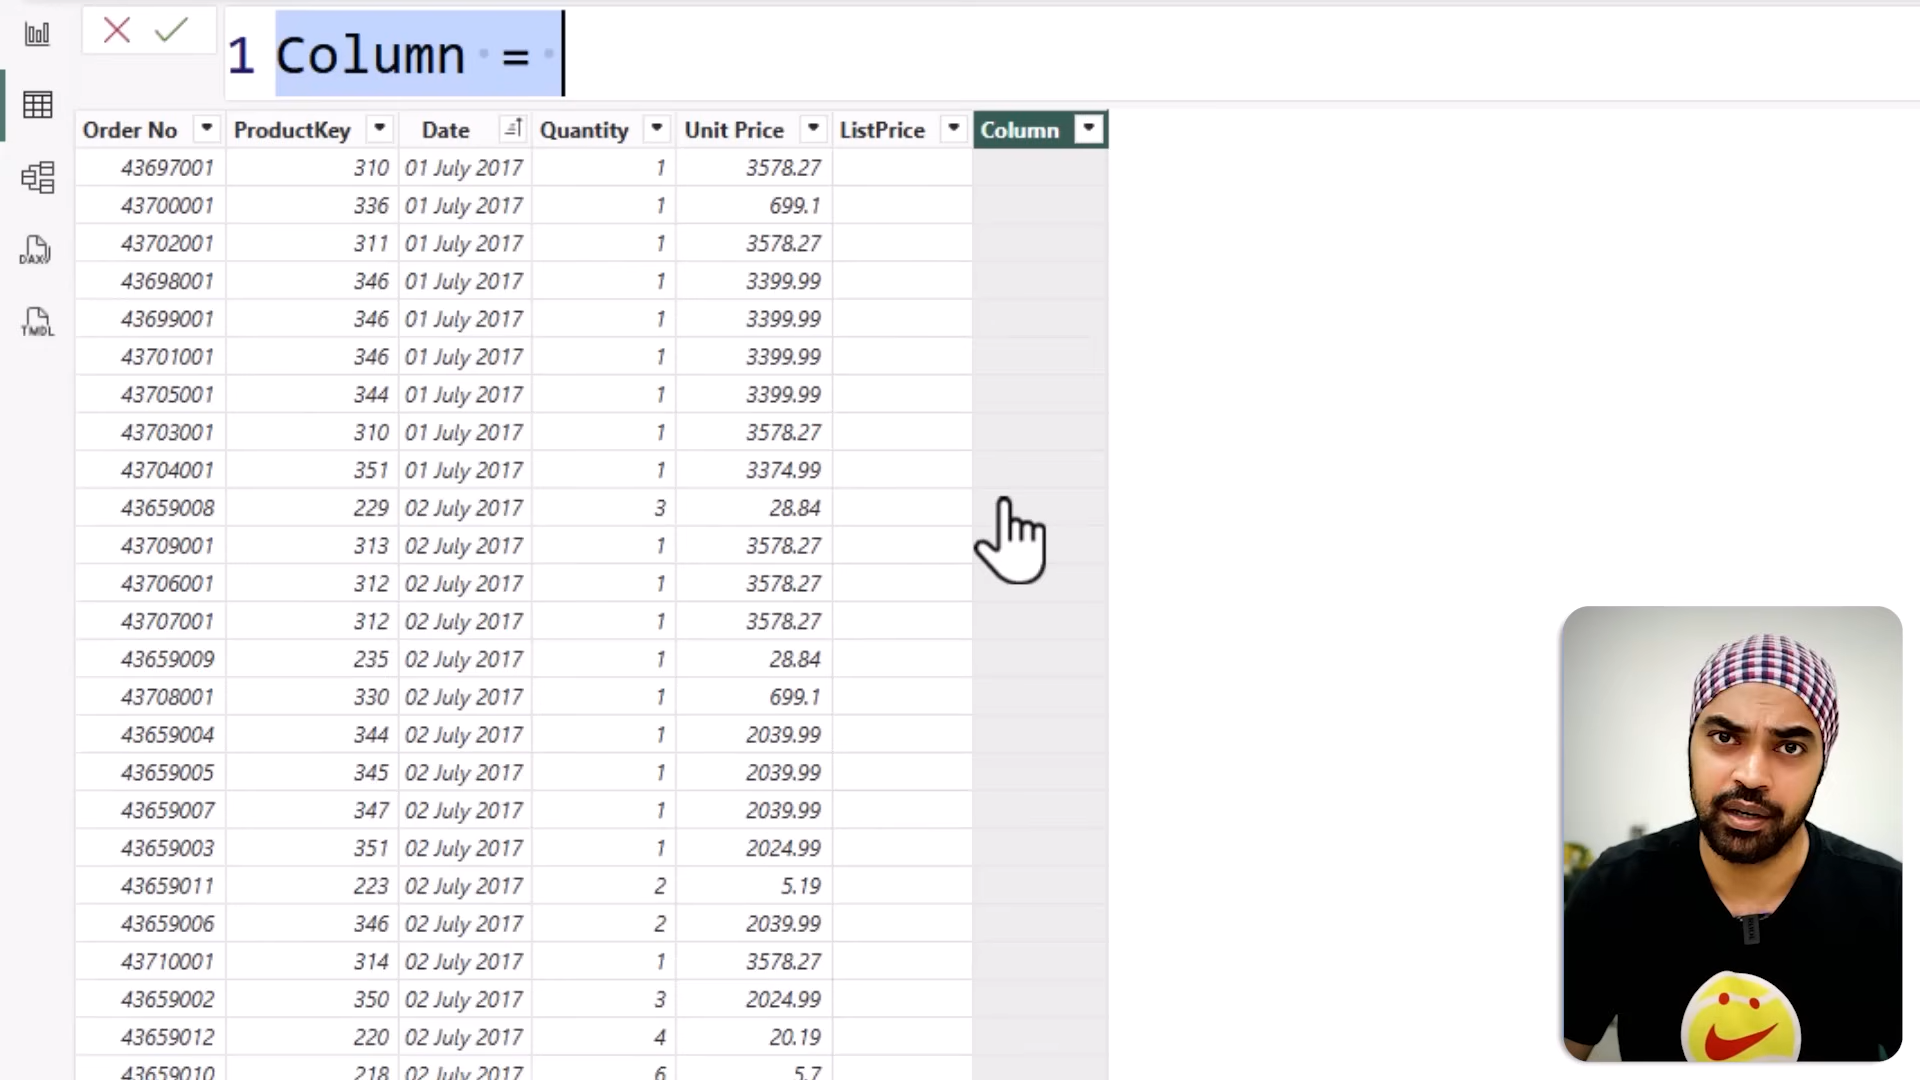 1 Column =
Order No ProductKey Date Quantity Unit Price ListPrice Column
43697001 310 01 July 2017 1 3578.27
43700001 336 01 July 2017 1 699.1
43702001 311 01 July 2017 1 3578.27
43698001 346 01 July 2017 1 3399.99
43699001 346 01 July 2017 1 3399.99
43701001 346 01 July 2017 1 3399.99
43705001 344 01 July 2017 1 3399.99
43703001 310 01 July 2017 1 3578.27
43704001 351 01 July 2017 1 3374.99
43659008 229 02 July 2017 3 28.84
43709001 313 02 July 2017 1 3578.27
43706001 312 02 July 2017 1 3578.27
43707001 312 02 July 2017 1 3578.27
43659009 235 02 July 2017 1 28.84
43708001 330 02 July 2017 1 699.1
43659004 344 02 July 2017 1 2039.99
43659005 345 02 July 2017 1 2039.99
43659007 347 02 July 2017 1 2039.99
43659003 351 02 July 2017 1 2024.99
43659011 223 02 July 2017 2 5.19
43659006 346 02 July 2017 2 2039.99
43710001 314 02 July 2017 1 3578.27
43659002 350 02 July 2017 3 2024.99
43659012 220 02 July 2017 4 20.19
43659010 218 02 July 2017 6 5.7
DAX
TMDL